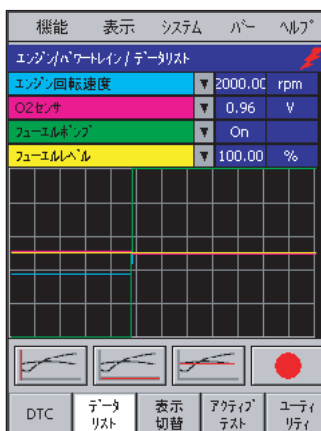 機能 表示 システム バー ヘルプ
エンジン/パワートレイン / データリスト
エンジン回転速度 ▼ 2000.00 rpm
O2センサ ▼ 0.96 V
フューエルポンプ ▼ On
フューエルレベル ▼ 100.00 %
DTC データリスト 表示切替 アクティブテスト ユーティリティ